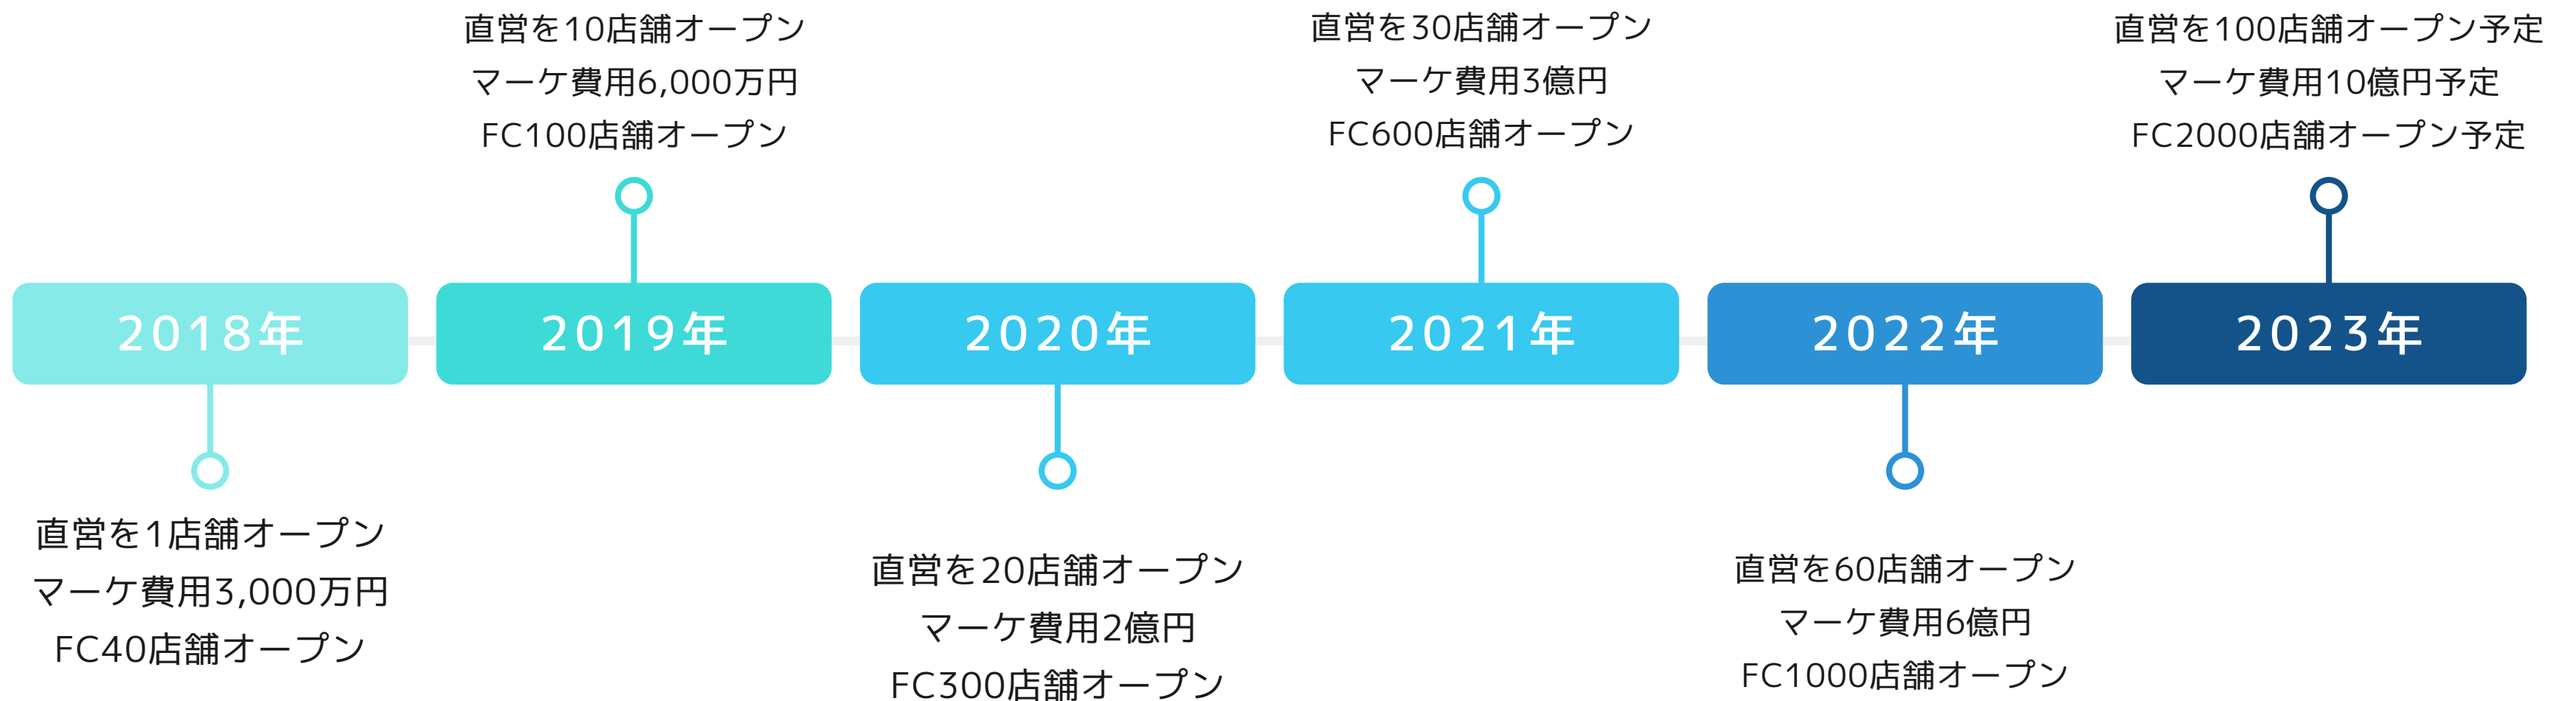 直営を10店舗オープン
マーケ費用6,000万円
FC100店舗オープン
直営を30店舗オープン
マーケ費用3億円
FC600店舗オープン
直営を100店舗オープン予定
マーケ費用10億円予定
FC2000店舗オープン予定
2018年
2019年
2020年
2021年
2022年
2023年
直営を1店舗オープン
マーケ費用3,000万円
FC40店舗オープン
直営を20店舗オープン
マーケ費用2億円
FC300店舗オープン
直営を60店舗オープン
マーケ費用6億円
FC1000店舗オープン